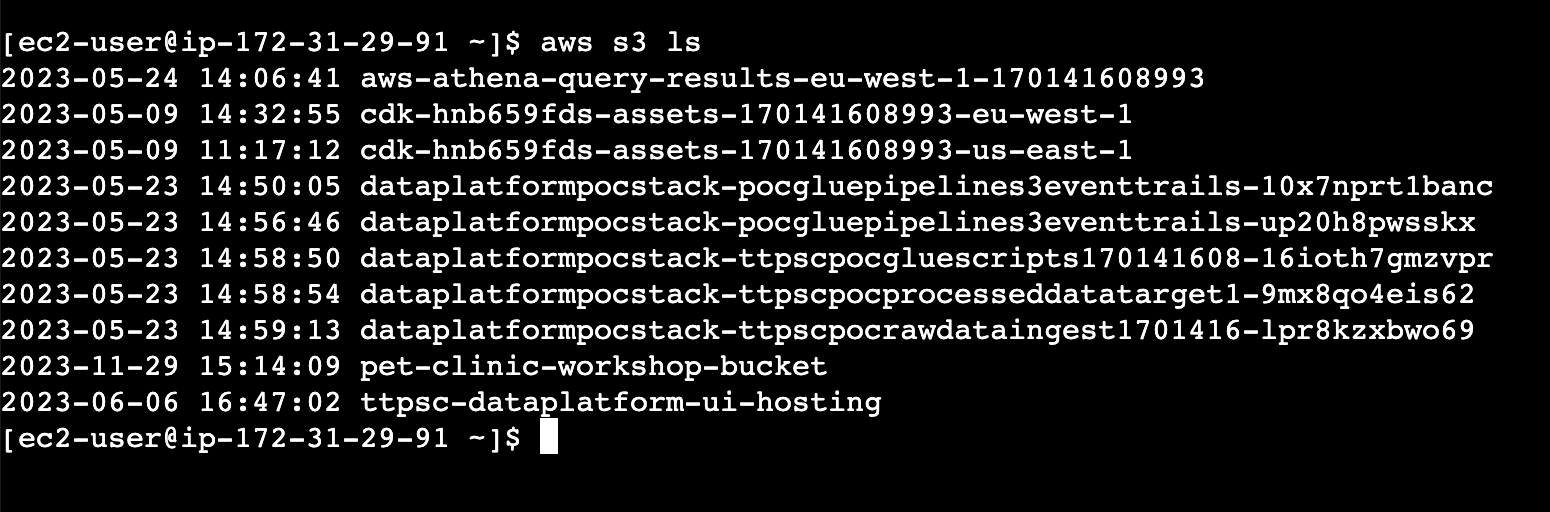 [ec2-user@ip-172-31-29-91 ~]$ aws s3 ls
2023-05-24 14:06:41 aws-athena-query-results-eu-west-1-170141608993
2023-05-09 14:32:55 cdk-hnb659fds-assets-170141608993-eu-west-1
2023-05-09 11:17:12 cdk-hnb659fds-assets-170141608993-us-east-1
2023-05-23 14:50:05 dataplatformpocstack-pocgluepipelines3eventtrails-10x7nprt1banc
2023-05-23 14:56:46 dataplatformpocstack-pocgluepipelines3eventtrails-up20h8pwsskx
2023-05-23 14:58:50 dataplatformpocstack-ttpscpocgluescripts170141608-16ioth7gmzvpr
2023-05-23 14:58:54 dataplatformpocstack-ttpscpocprocesseddatatarget1-9mx8qo4eis62
2023-05-23 14:59:13 dataplatformpocstack-ttpscpocrawdataingest1701416-lpr8kzxbwo69
2023-11-29 15:14:09 pet-clinic-workshop-bucket
2023-06-06 16:47:02 ttpsc-dataplatform-ui-hosting
[ec2-user@ip-172-31-29-91 ~]$